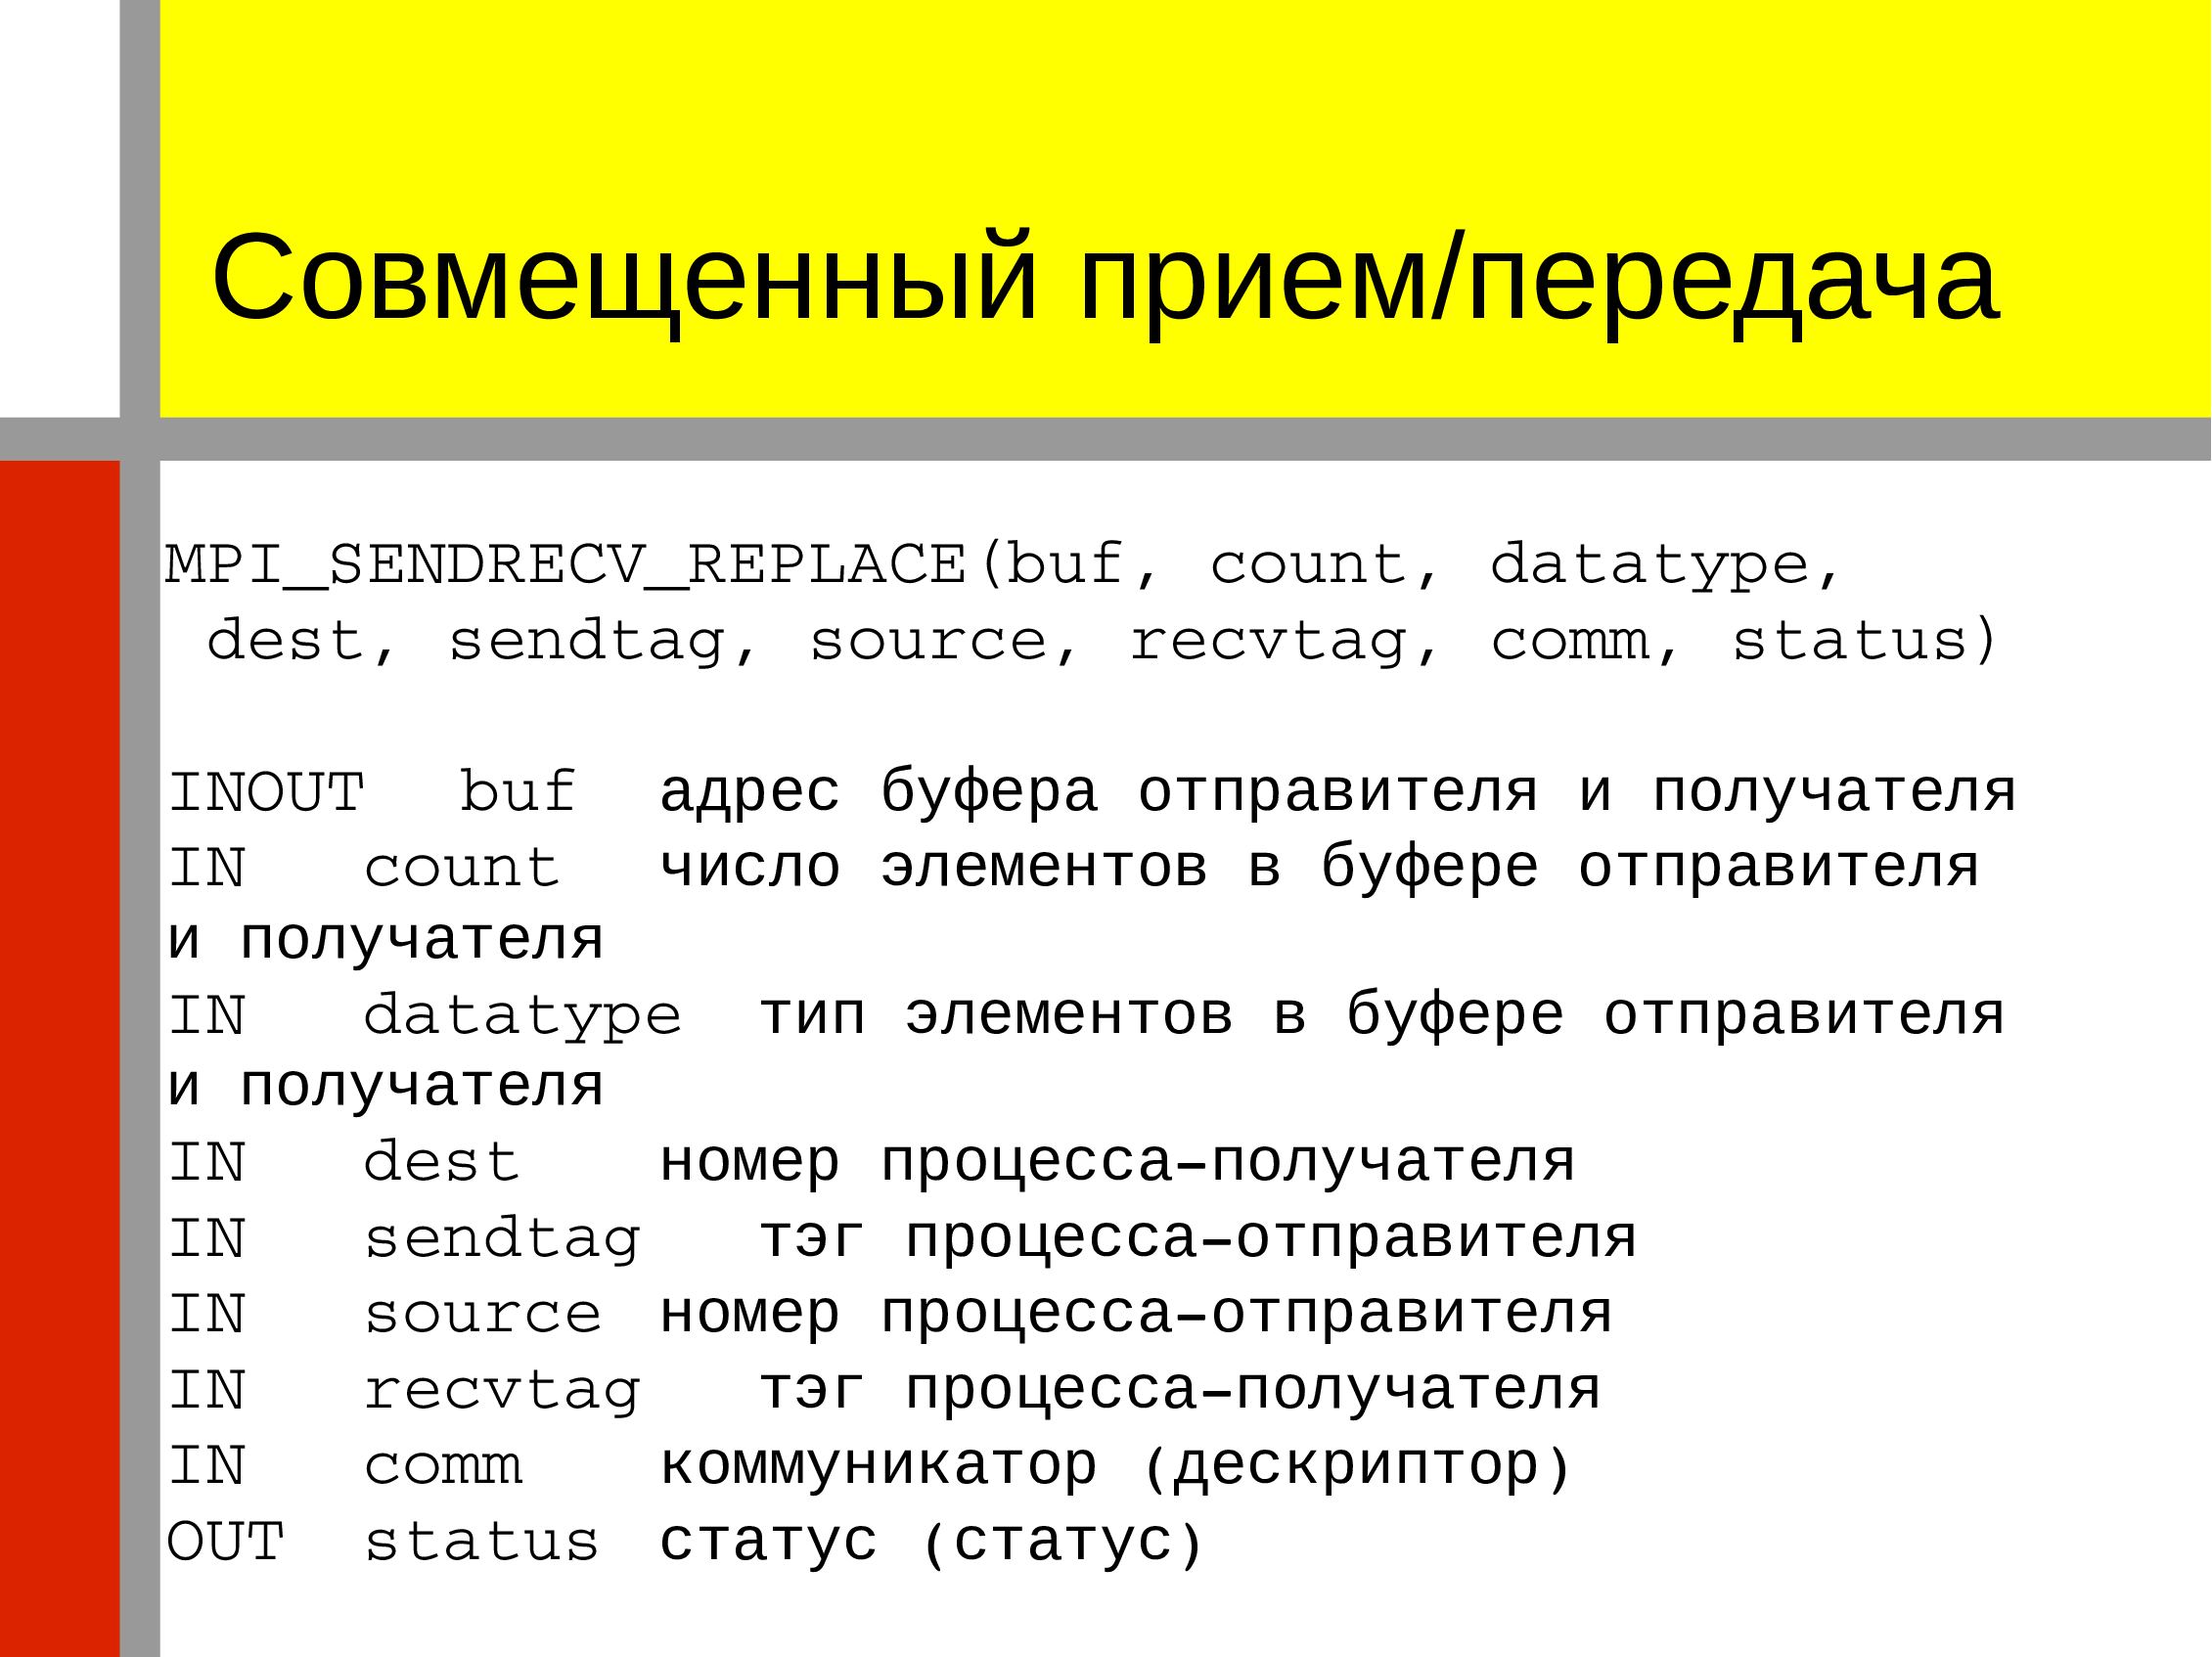 Совмещенный прием/передача
MPI_SENDRECV_REPLACE(buf, count, datatype,
dest, sendtag, source, recvtag, comm, status)
INOUT buf адрес буфера отправителя и получателя
IN count число элементов в буфере отправителя
и получателя
IN datatype тип элементов в буфере отправителя
и получателя
IN dest номер процесса-получателя
IN sendtag тэг процесса-отправителя
IN source номер процесса-отправителя
IN recvtag тэг процесса-получателя
IN comm коммуникатор (дескриптор)
OUT status статус (статус)